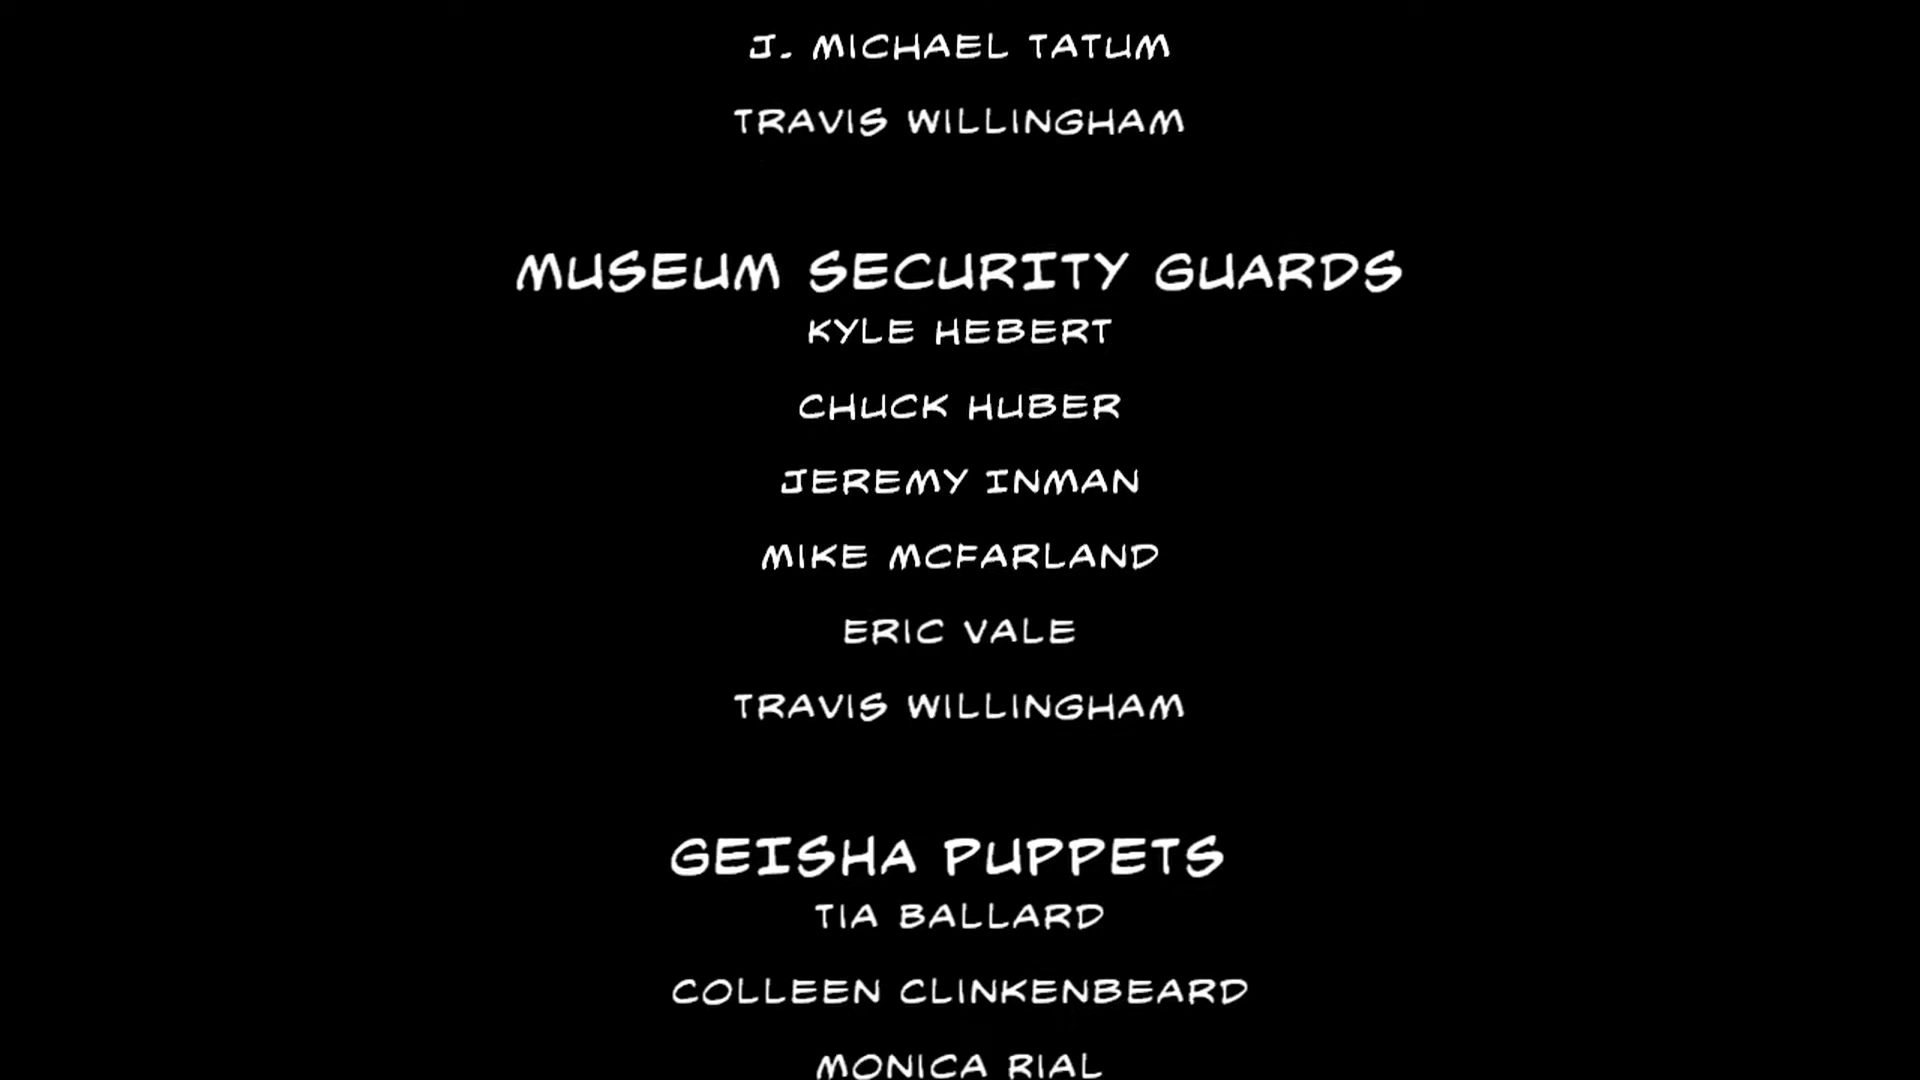 J. MICHAEL TATUM
TRAVIS WILLINGHAM
MUSEUM SECURITY GUARDS
KYLE HEBERT
CHUCK HUBER
JEREMY INMAN
MIKE MCFARLAND
ERIC VALE
TRAVIS WILLINGHAM
GEISHA PUPPETS
TIA BALLARD
COLLEEN CLINKENBEARD
MONICA RIAL